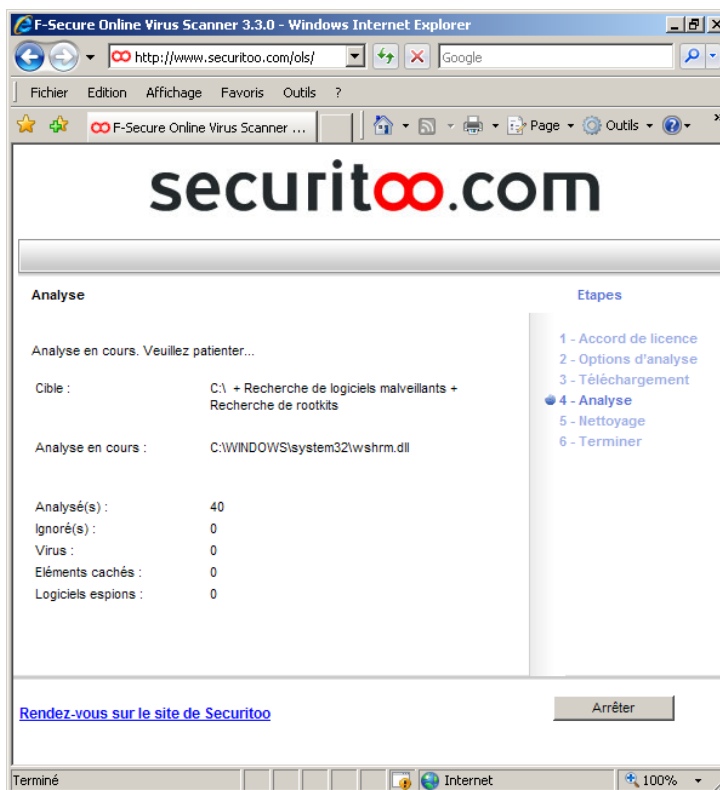 F-Secure Online Virus Scanner 3.3.0 - Windows Internet Explorer
http://www.securitoo.com/ols/
Google
Fichier Edition Affichage Favoris Outils ?
F-Secure Online Virus Scanner ...
Page
Outils
securitoo.com
Analyse
Etapes
Analyse en cours. Veuillez patienter...
1 - Accord de licence
2 - Options d'analyse
3 - Téléchargement
4 - Analyse
5 - Nettoyage
6 - Terminer
Cible : C:\ + Recherche de logiciels malveillants +
Recherche de rootkits
Analyse en cours : C:\WINDOWS\system32\wshrm.dll
Analysé(s) : 40
Ignoré(s) : 0
Virus : 0
Eléments cachés : 0
Logiciels espions : 0
Rendez-vous sur le site de Securitoo
Arrêter
Terminé
Internet
100%